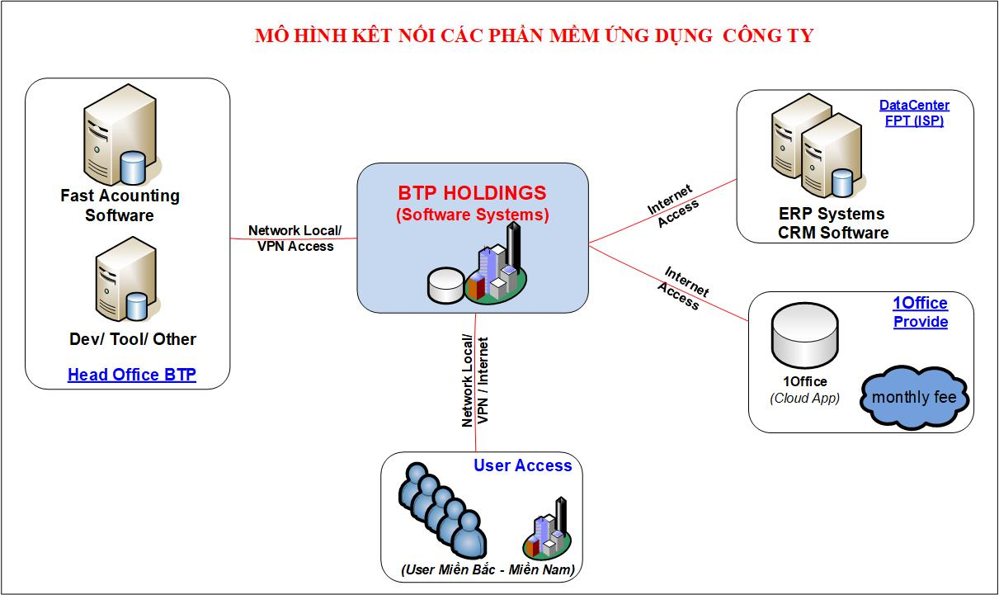 MÔ HÌNH KÊT NỐI CÁC PHẦN MỀM ỨNG DỤNG CÔNG TY
Fast Acounting
Software
Dev/ Tool/ Other
Head Office BTP
Network Local/
VPN Access
BTP HOLDINGS
(Software Systems)
Internet
Access
DataCenter
FPT (ISP)
ERP Systems
CRM Software
Internet
Access
1Office
Provide
1Office
(Cloud App)
monthly fee
Network Local/
VPN / Internet
User Access
(User Miền Bắc - Miền Nam)